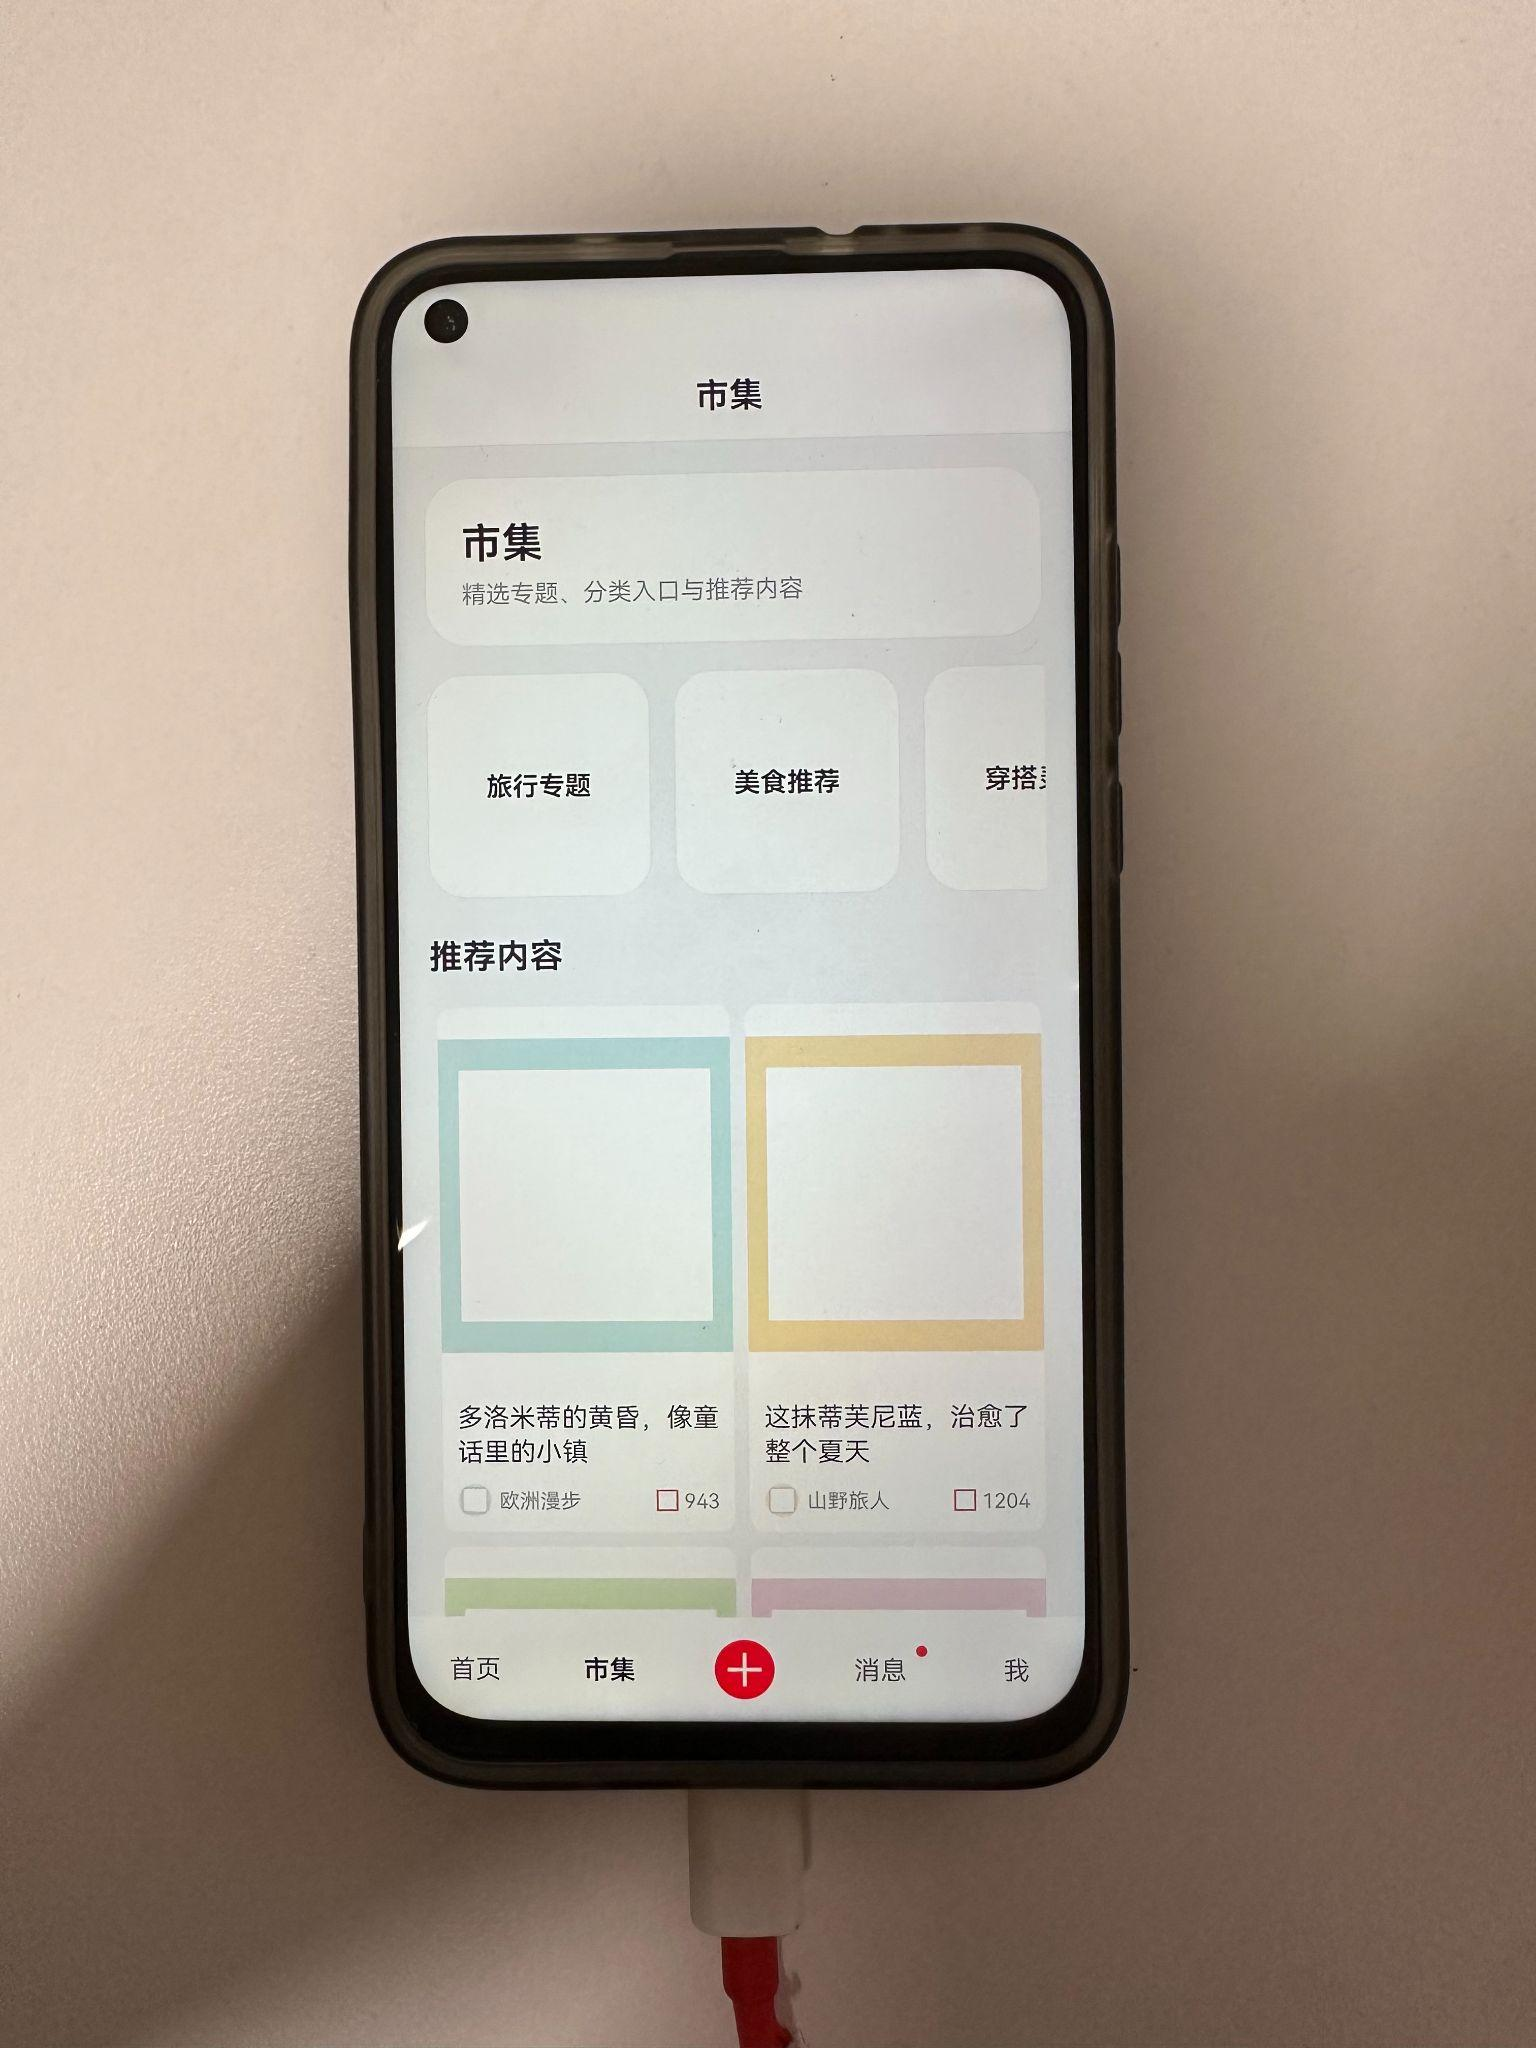 市集
市集
精选专题、分类入口与推荐内容
旅行专题
美食推荐
穿搭
推荐内容
多洛米蒂的黄昏，像童
话里的小镇
欧洲漫步
943
这抹蒂芙尼蓝，治愈了
整个夏天
山野旅人
1204
首页
市集
消息
我